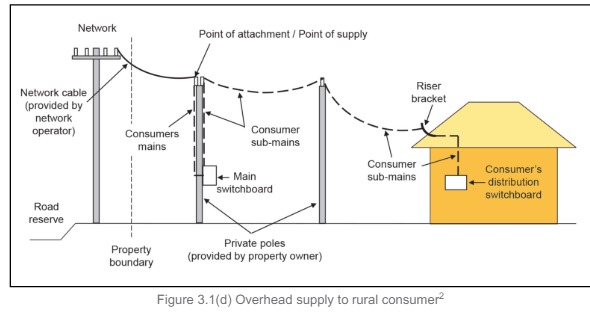 Network
Point of attachment / Point of supply
Network cable
(provided by
network
operator)
Consumers
mains
Consumer
sub-mains
Riser
bracket
Main
switchboard
Consumer
sub-mains
Consumer's
distribution
switchboard
Road
reserve
Property
boundary
Private poles
(provided by property owner)
Figure 3.1(d) Overhead supply to rural consumer2